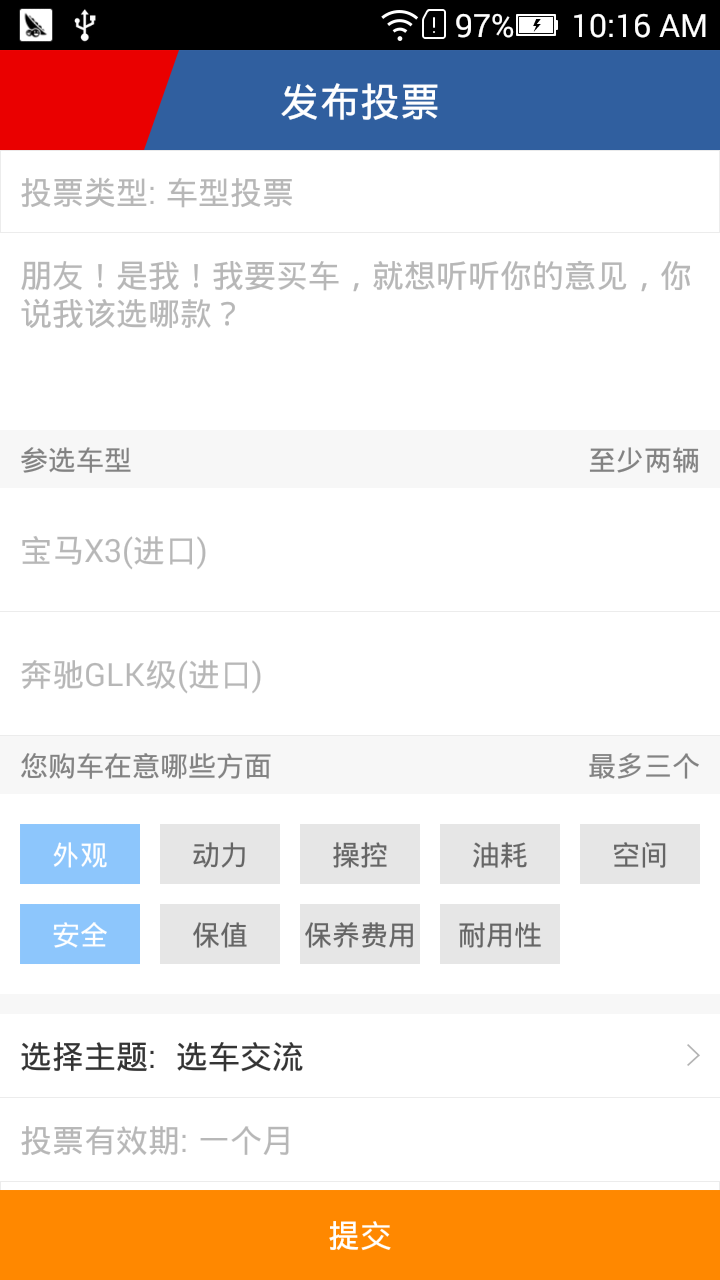 97% 10:16 AM
发布投票
投票类型: 车型投票
朋友！是我！我要买车，就想听听你的意见，你
说我该选哪款？
参选车型 至少两辆
宝马X3(进口)
奔驰GLK级(进口)
您购车在意哪些方面 最多三个
外观 动力 操控 油耗 空间
安全 保值 保养费用 耐用性
选择主题: 选车交流
投票有效期: 一个月
提交